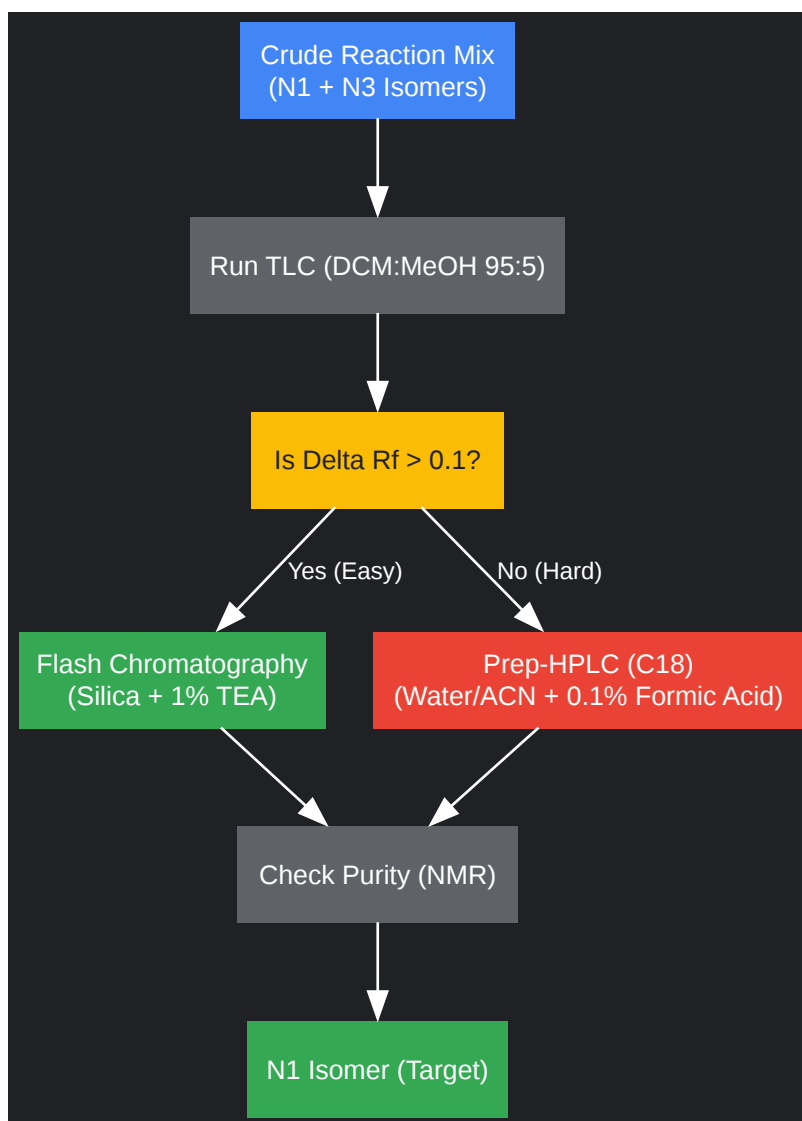 Crude Reaction Mix
(N1 + N3 Isomers)
Run TLC (DCM:MeOH 95:5)
Is Delta Rf > 0.1?
Yes (Easy)
No (Hard)
Flash Chromatography
(Silica + 1% TEA)
Prep-HPLC (C18)
(Water/ACN + 0.1% Formic Acid)
Check Purity (NMR)
N1 Isomer (Target)